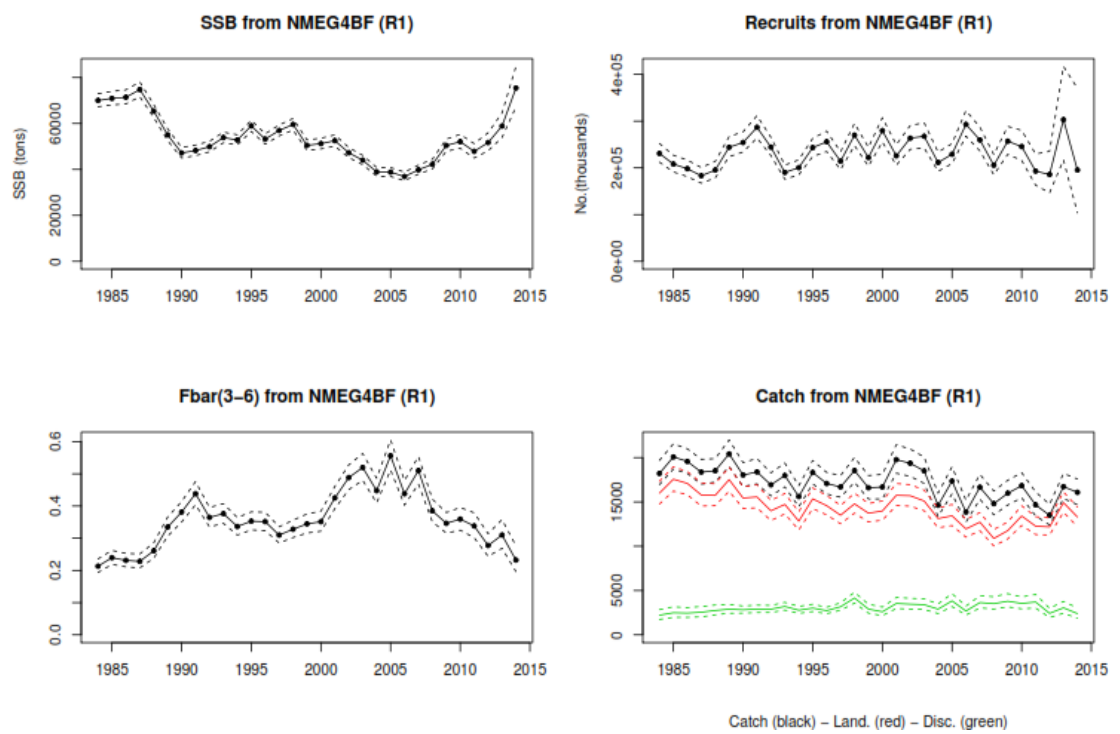 SSB from NMEG4BF (R1)
SSB (tons)
0
20000
60000
1985 1990 1995 2000 2005 2010 2015
Recruits from NMEG4BF (R1)
No.(thousands)
0e+00
2e+05
4e+05
1985 1990 1995 2000 2005 2010 2015
Fbar(3−6) from NMEG4BF (R1)
0.0
0.2
0.4
0.6
1985 1990 1995 2000 2005 2010 2015
Catch from NMEG4BF (R1)
0
5000
15000
1985 1990 1995 2000 2005 2010 2015
Catch (black) − Land. (red) − Disc. (green)